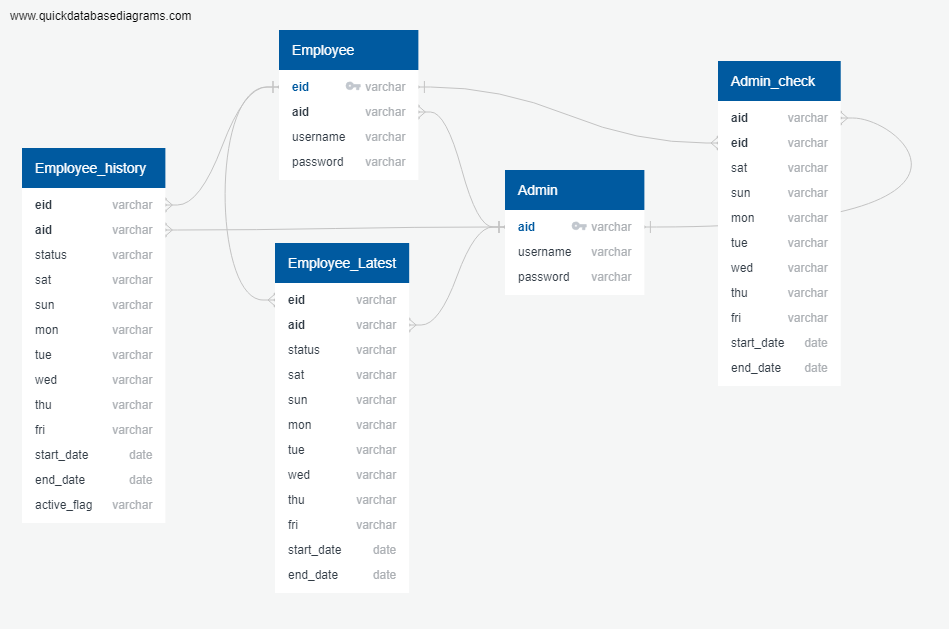 www.quickdatabasediagrams.com
Employee
eid varchar
aid varchar
username varchar
password varchar
Admin_check
aid varchar
eid varchar
sat varchar
sun varchar
mon varchar
tue varchar
wed varchar
thu varchar
fri varchar
start_date date
end_date date
Employee_history
eid varchar
aid varchar
status varchar
sat varchar
sun varchar
mon varchar
tue varchar
wed varchar
thu varchar
fri varchar
start_date date
end_date date
active_flag varchar
Admin
aid varchar
username varchar
password varchar
Employee_Latest
eid varchar
aid varchar
status varchar
sat varchar
sun varchar
mon varchar
tue varchar
wed varchar
thu varchar
fri varchar
start_date date
end_date date